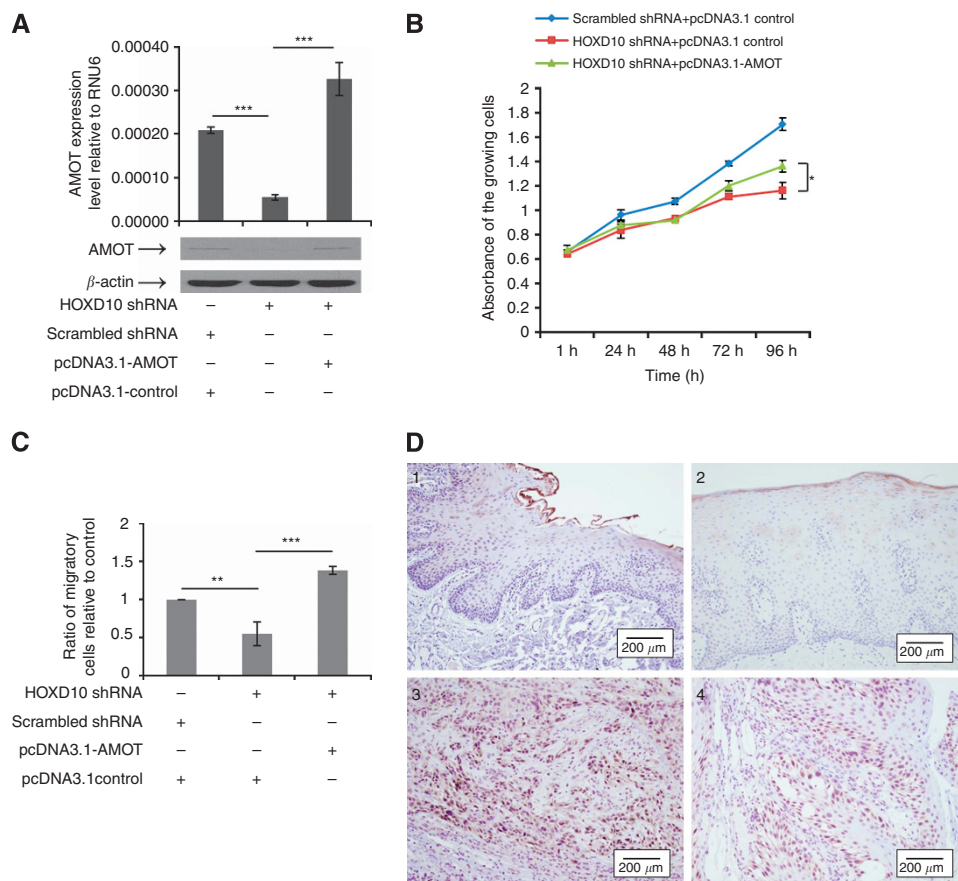 A
***
***
0.00040
0.00030
0.00020
0.00010
0.00000
AMOT expression
level relative to RNU6
AMOT
β-actin
HOXD10 shRNA – + +
Scrambled shRNA + – –
pcDNA3.1-AMOT – – +
pcDNA3.1-control + – –
B
Scrambled shRNA+pcDNA3.1 control
HOXD10 shRNA+pcDNA3.1 control
HOXD10 shRNA+pcDNA3.1-AMOT
Absorbance of the growing cells
2
1.8
1.6
1.4
1.2
1
0.8
0.6
0.4
0.2
0
*
1 h 24 h 48 h 72 h 96 h
Time (h)
C
Ratio of migratory
cells relative to control
2
1.5
1
0.5
0
**
***
HOXD10 shRNA – + +
Scrambled shRNA + – –
pcDNA3.1-AMOT – – +
pcDNA3.1control + + –
D
1
200 μm
2
200 μm
3
200 μm
4
200 μm